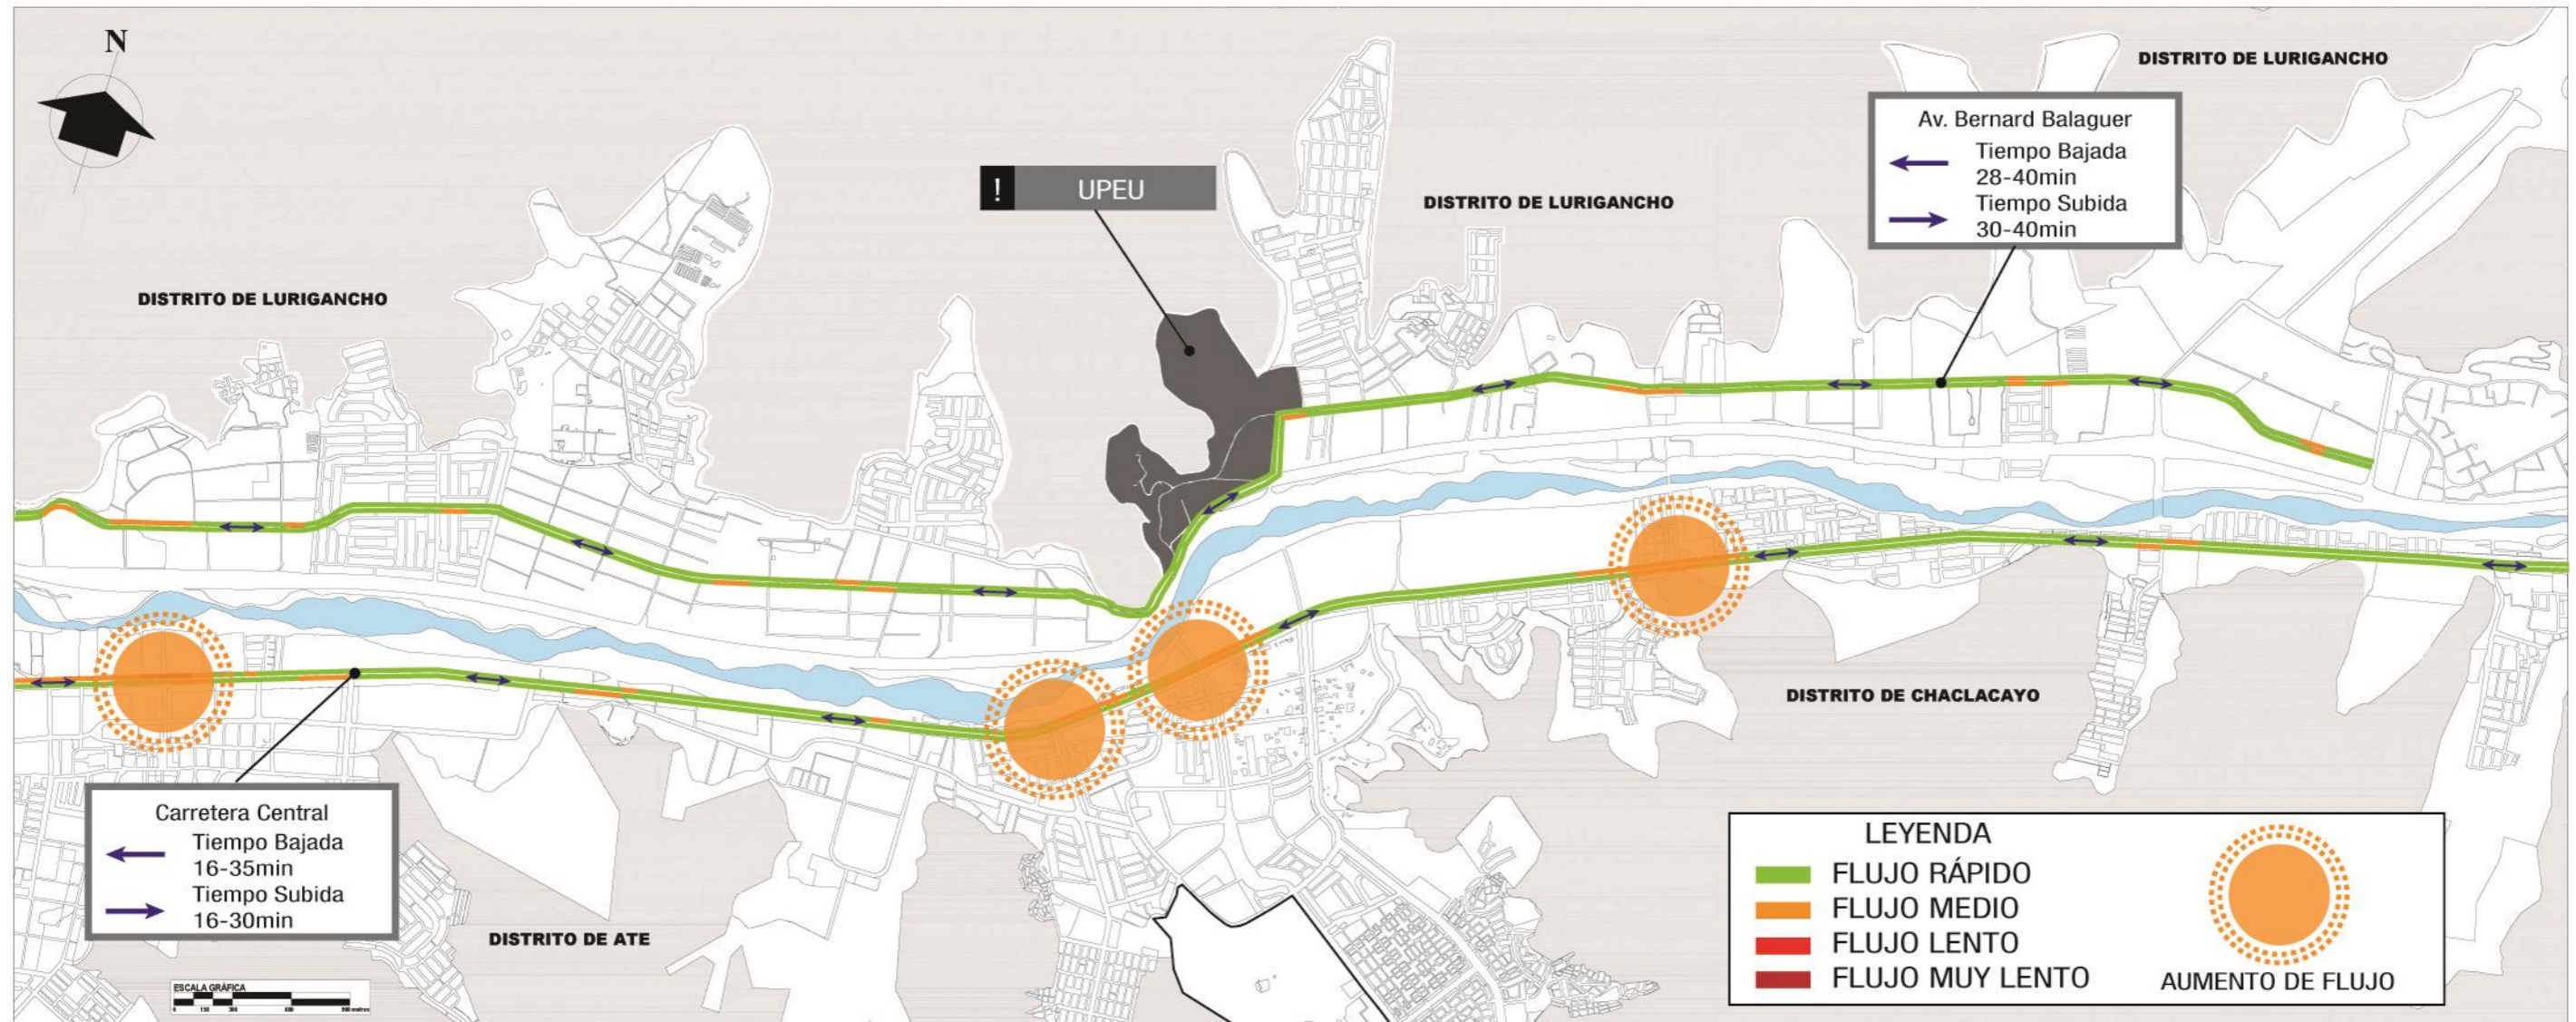 N
DISTRITO DE LURIGANCHO
Av. Bernard Balaguer
Tiempo Bajada
28-40min
Tiempo Subida
30-40min
! UPEU
DISTRITO DE LURIGANCHO
DISTRITO DE LURIGANCHO
DISTRITO DE CHACLACAYO
Carretera Central
Tiempo Bajada
16-35min
Tiempo Subida
16-30min
DISTRITO DE ATE
LEYENDA
FLUJO RÁPIDO
FLUJO MEDIO
FLUJO LENTO
FLUJO MUY LENTO
AUMENTO DE FLUJO
ESCALA GRÁFICA
0